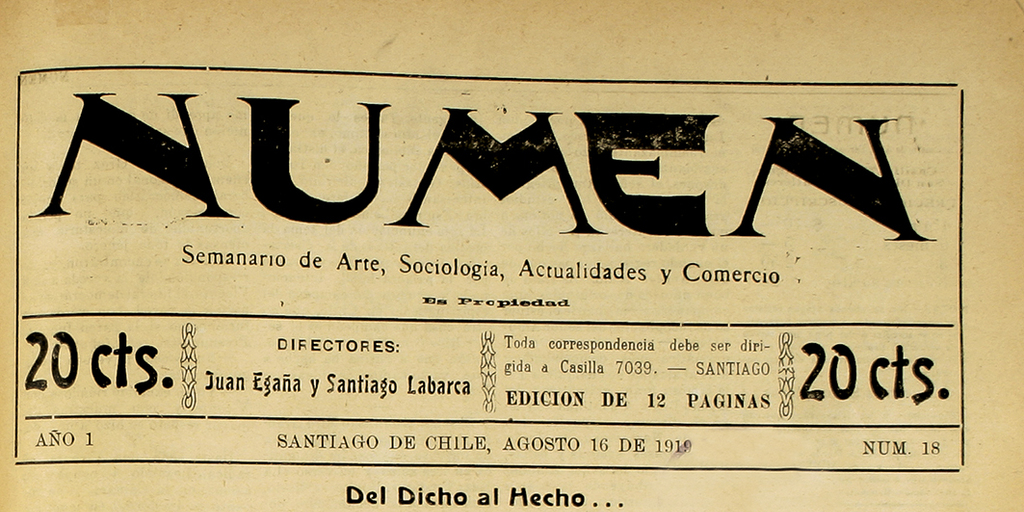 NUMEN
Semanario de Arte, Sociología, Actualidades y Comercio
Es Propiedad
20 cts.
DIRECTORES:
Juan Egaña y Santiago Labarca
Toda correspondencia debe ser diri-
gida a Casilla 7039. — SANTIAGO
EDICION DE 12 PAGINAS
20 cts.
AÑO 1
SANTIAGO DE CHILE, AGOSTO 16 DE 1919
NUM. 18
Del Dicho al Hecho...